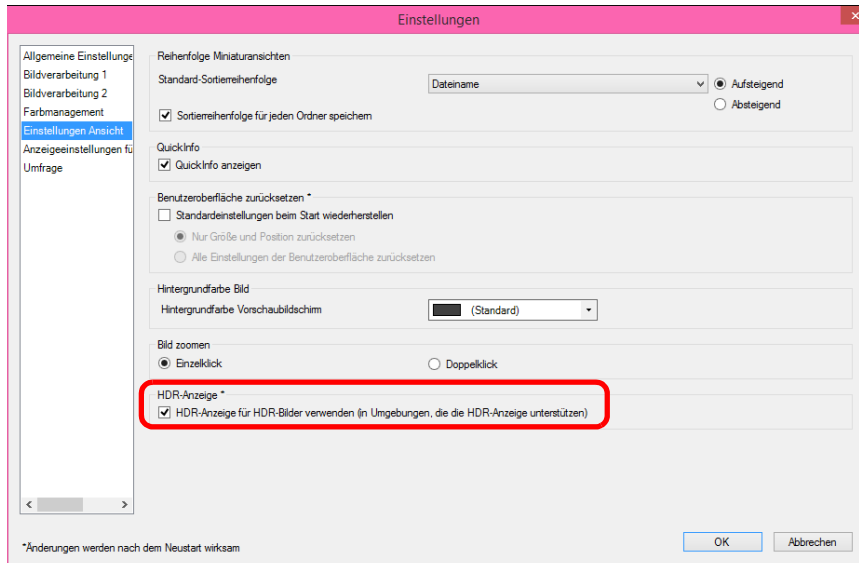 Einstellungen
Allgemeine Einstellunge
Bildverarbeitung 1
Bildverarbeitung 2
Farbmanagement
Einstellungen Ansicht
Anzeigeeinstellungen fü
Umfrage
Reihenfolge Miniaturansichten
Standard-Sortierreihenfolge
Dateiname
Aufsteigend
Absteigend
Sortierreihenfolge für jeden Ordner speichern
QuickInfo
QuickInfo anzeigen
Benutzeroberfläche zurücksetzen *
Standardeinstellungen beim Start wiederherstellen
Nur Größe und Position zurücksetzen
Alle Einstellungen der Benutzeroberfläche zurücksetzen
Hintergrundfarbe Bild
Hintergrundfarbe Vorschaubildschirm
(Standard)
Bild zoomen
Einzelklick
Doppelklick
HDR-Anzeige *
HDR-Anzeige für HDR-Bilder verwenden (in Umgebungen, die die HDR-Anzeige unterstützen)
*Änderungen werden nach dem Neustart wirksam
OK
Abbrechen